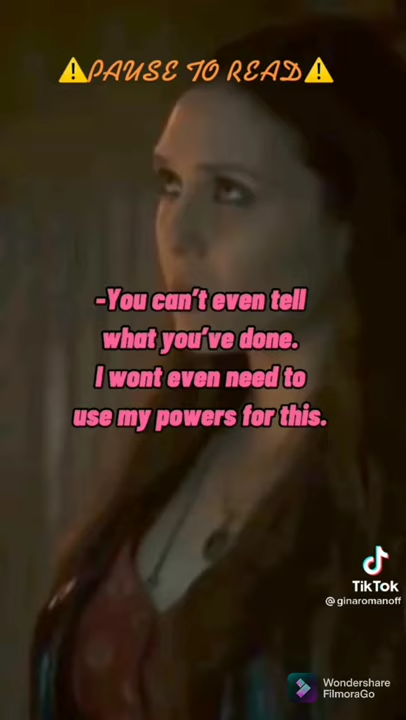 ⚠️PAUSE TO READ⚠️
-You can't even tell
what you've done.
I wont even need to
use my powers for this.
TikTok
@ginaromanoff
Wondershare
FilmoraGo